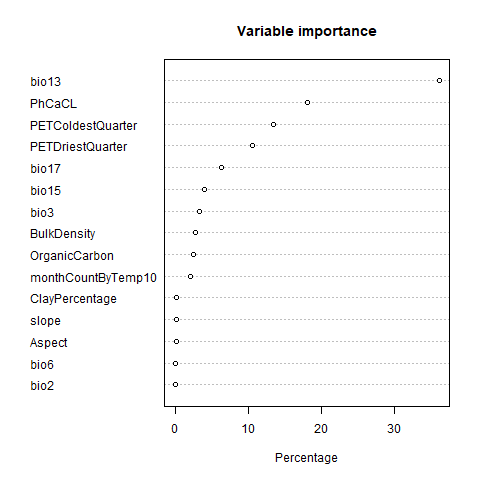 Variable importance
bio13
PhCaCL
PETColdestQuarter
PETDriestQuarter
bio17
bio15
bio3
BulkDensity
OrganicCarbon
monthCountByTemp10
ClayPercentage
slope
Aspect
bio6
bio2
0 10 20 30
Percentage